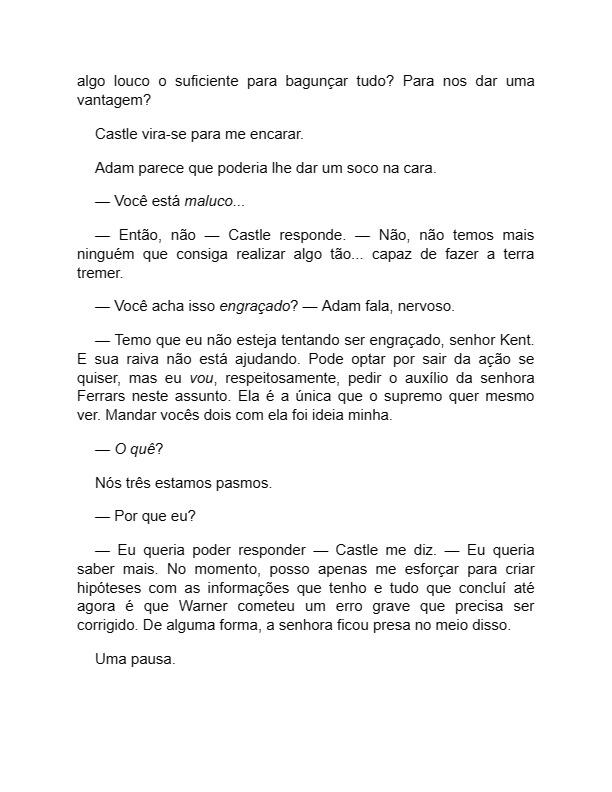 algo louco o suficiente para bagunçar tudo? Para nos dar uma
vantagem?
Castle vira-se para me encarar.
Adam parece que poderia lhe dar um soco na cara.
— Você está maluco...
— Então, não — Castle responde. — Não, não temos mais
ninguém que consiga realizar algo tão... capaz de fazer a terra
tremer.
— Você acha isso engraçado? — Adam fala, nervoso.
— Temo que eu não esteja tentando ser engraçado, senhor Kent.
E sua raiva não está ajudando. Pode optar por sair da ação se
quiser, mas eu vou, respeitosamente, pedir o auxílio da senhora
Ferrars neste assunto. Ela é a única que o supremo quer mesmo
ver. Mandar vocês dois com ela foi ideia minha.
— O quê?
Nós três estamos pasmos.
— Por que eu?
— Eu queria poder responder — Castle me diz. — Eu queria
saber mais. No momento, posso apenas me esforçar para criar
hipóteses com as informações que tenho e tudo que concluí até
agora é que Warner cometeu um erro grave que precisa ser
corrigido. De alguma forma, a senhora ficou presa no meio disso.
Uma pausa.